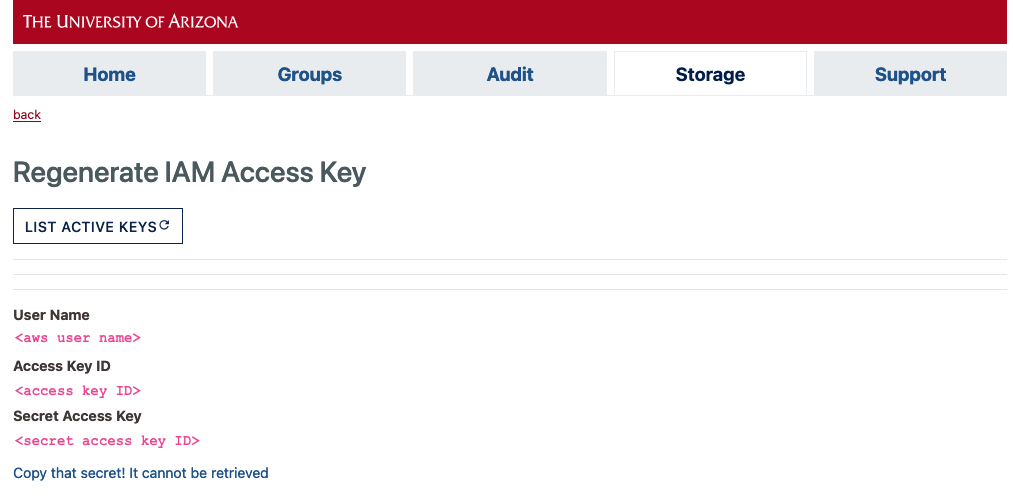 THE UNIVERSITY OF ARIZONA
Home Groups Audit Storage Support
back
Regenerate IAM Access Key
LIST ACTIVE KEYS
User Name
<aws user name>
Access Key ID
<access key ID>
Secret Access Key
<secret access key ID>
Copy that secret! It cannot be retrieved